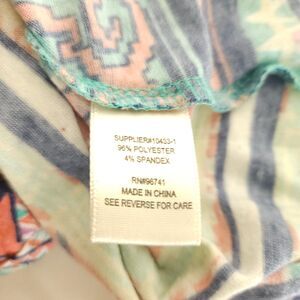 SUPPLIER#10453-1
96% POLYESTER
4% SPANDEX
RN#96741
MADE IN CHINA
SEE REVERSE FOR CARE